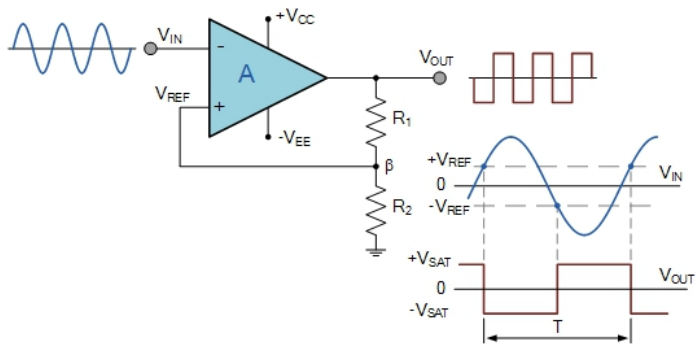 +VCC
VIN
-
A
VOUT
VREF
+
R1
-VEE
β
R2
+VREF
0
VIN
-VREF
+VSAT
0
VOUT
-VSAT
T